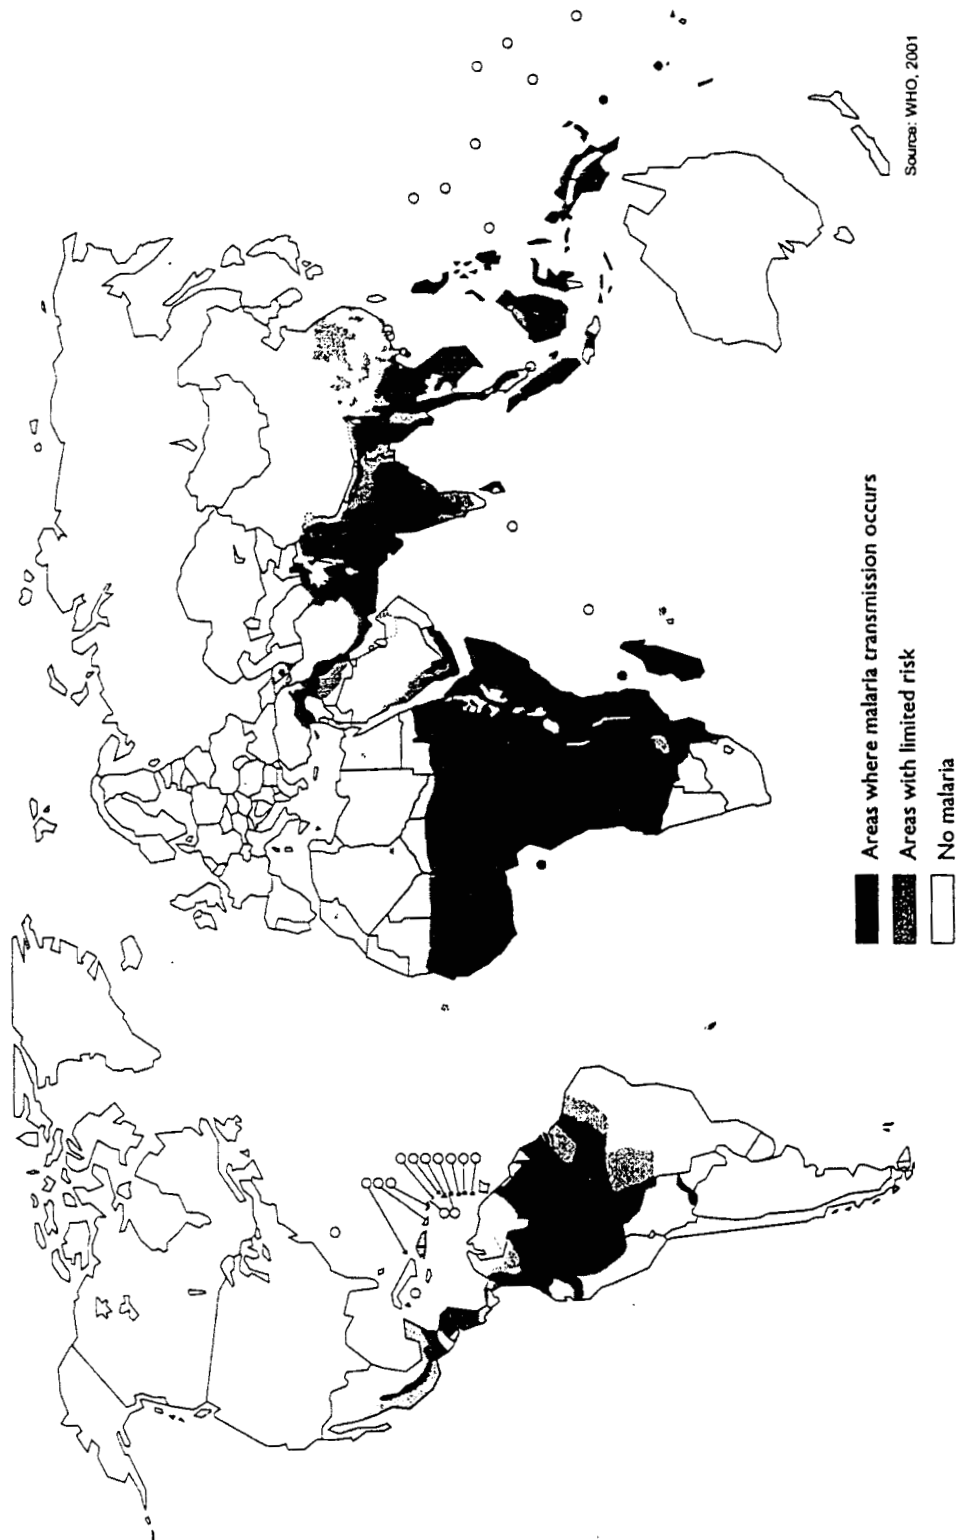 Areas where malaria transmission occurs
Areas with limited risk
No malaria
Source: WHO, 2001